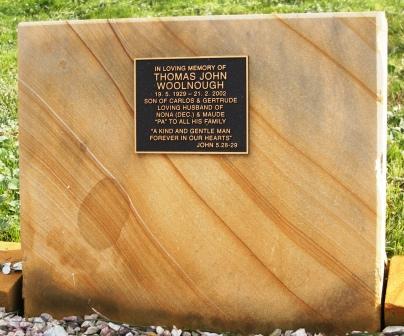 IN LOVING MEMORY OF
THOMAS JOHN
WOOLNOUGH
19. 5. 1929 - 21. 2. 2002
SON OF CARLOS & GERTRUDE
LOVING HUSBAND OF
NONA (DEC.) & MAUDE
"PA" TO ALL HIS FAMILY
"A KIND AND GENTLE MAN
FOREVER IN OUR HEARTS"
JOHN 5.28-29